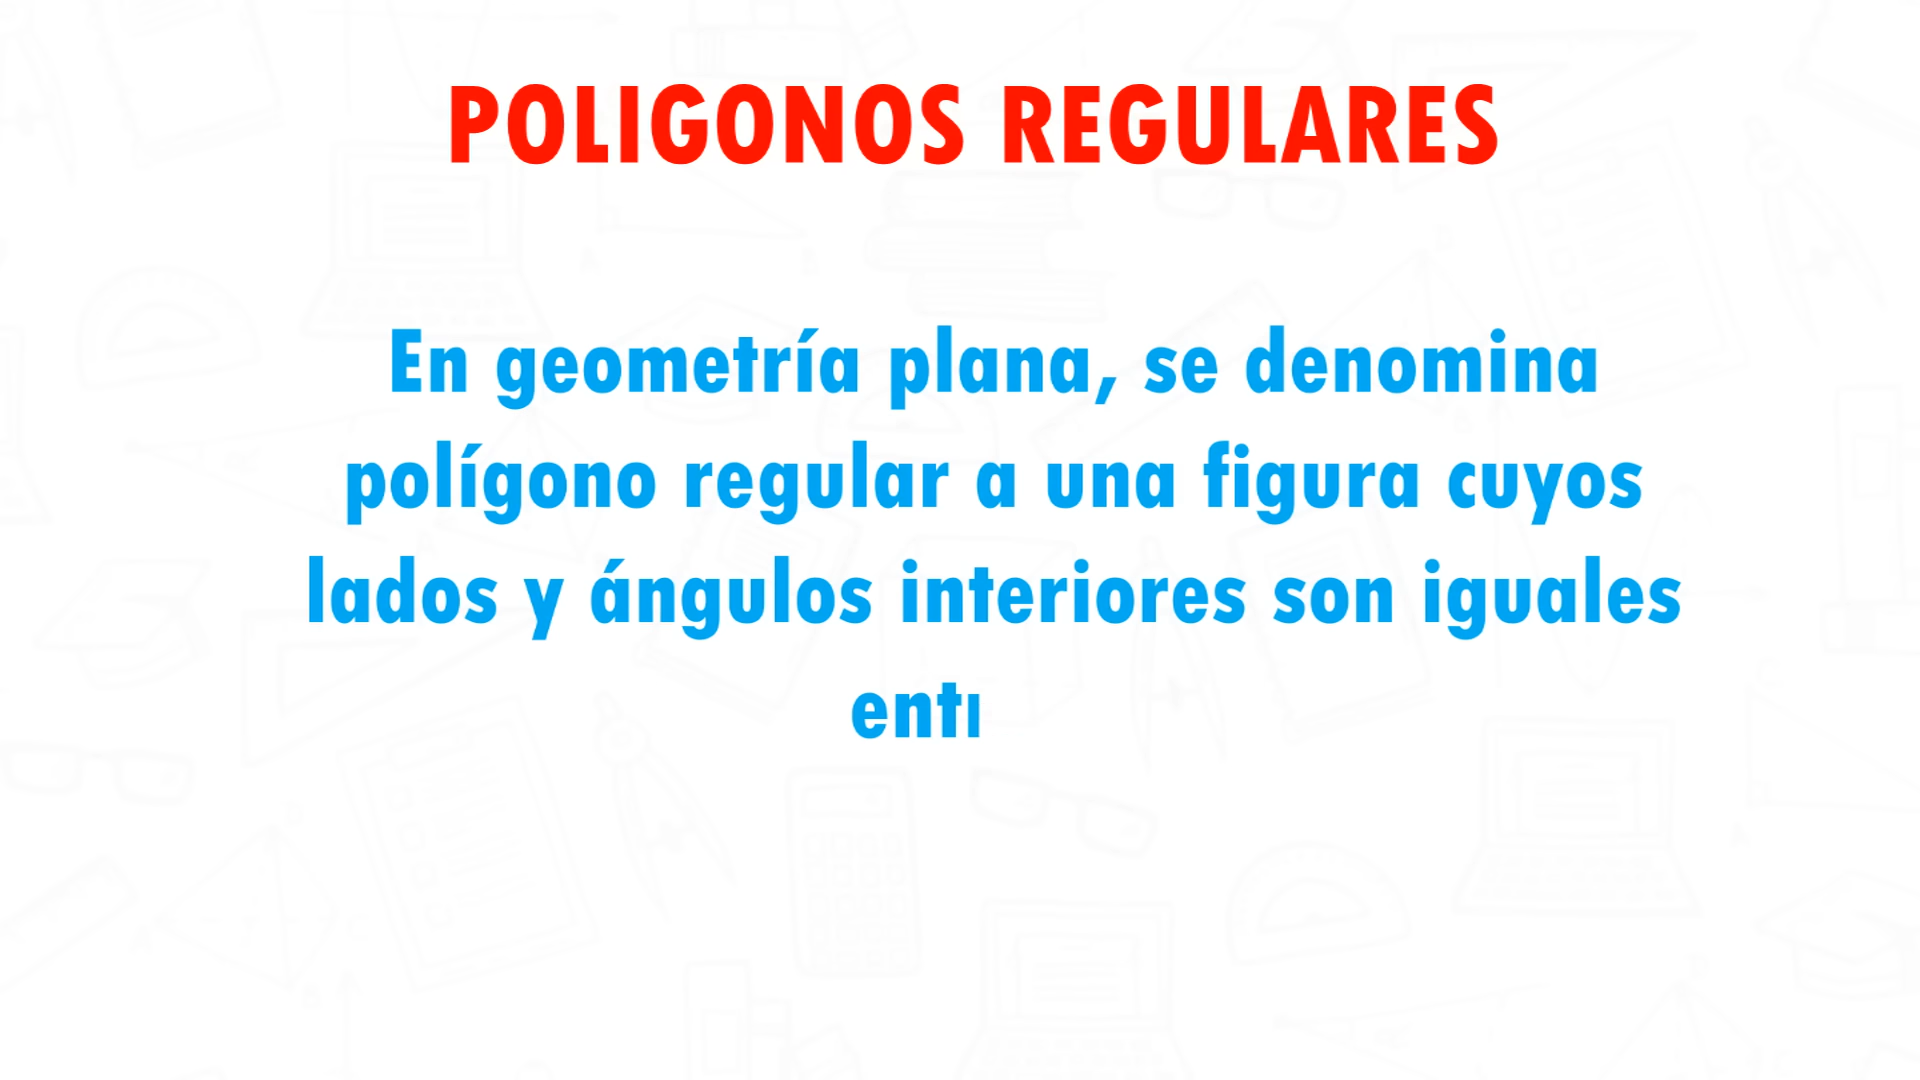 POLIGONOS REGULARES
En geometría plana, se denomina
polígono regular a una figura cuyos
lados y ángulos interiores son iguales